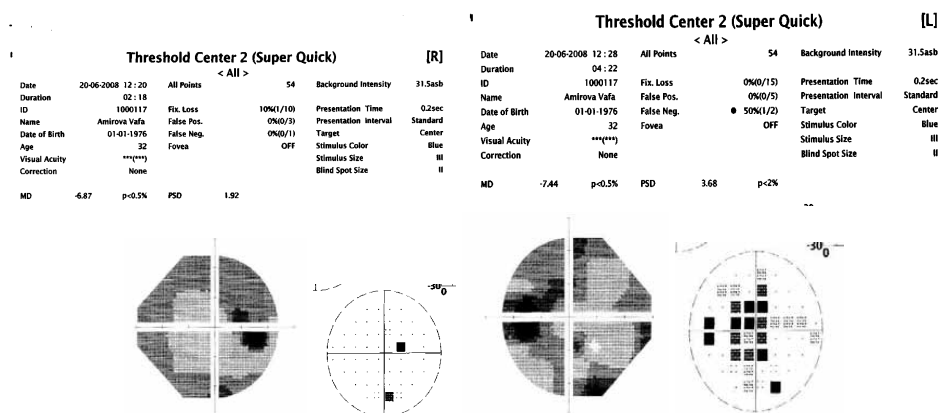 Threshold Center 2 (Super Quick) [R]
< All >
Date 20-06-2008 12 : 20 All Points 54 Background Intensity 31.5asb
Duration 02 : 18
ID 1000117 Fix. Loss 10%(1/10) Presentation Time 0.2sec
Name Amirova Vafa False Pos. 0%(0/3) Presentation Interval Standard
Date of Birth 01-01-1976 False Neg. 0%(0/1) Target Center
Age 32 Fovea OFF Stimulus Color Blue
Visual Acuity ***(***) Stimulus Size III
Correction None Blind Spot Size II
MD -6.87 p<0.5% PSD 1.92
-30
0
Threshold Center 2 (Super Quick) [L]
< All >
Date 20-06-2008 12 : 28 All Points 54 Background Intensity 31.5asb
Duration 04 : 22
ID 1000117 Fix. Loss 0%(0/15) Presentation Time 0.2sec
Name Amirova Vafa False Pos. 0%(0/5) Presentation Interval Standard
Date of Birth 01-01-1976 False Neg. ● 50%(1/2) Target Center
Age 32 Fovea OFF Stimulus Color Blue
Visual Acuity ***(***) Stimulus Size III
Correction None Blind Spot Size II
MD -7.44 p<0.5% PSD 3.68 p<2%
-30
0